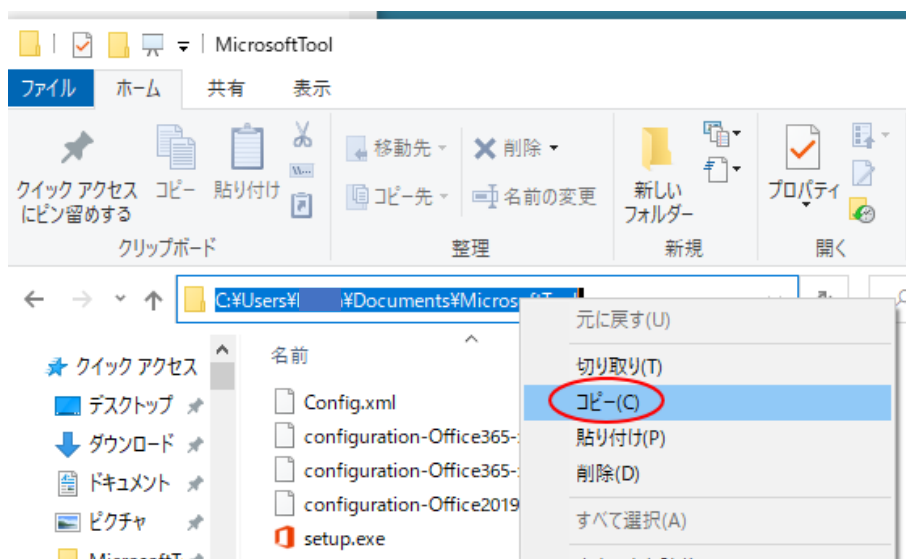 MicrosoftTool
ファイル ホーム 共有 表示
クイック アクセス
にピン留めする
コピー
貼り付け
移動先
コピー先
削除
名前の変更
新しい
フォルダー
プロパティ
クリップボード 整理 新規 開く
C:¥Users¥ ¥Documents¥Micros
元に戻す(U)
切り取り(T)
コピー(C)
貼り付け(P)
削除(D)
すべて選択(A)
クイック アクセス
デスクトップ
ダウンロード
ドキュメント
ピクチャ
名前
Config.xml
configuration-Office365-
configuration-Office365-
configuration-Office2019
setup.exe